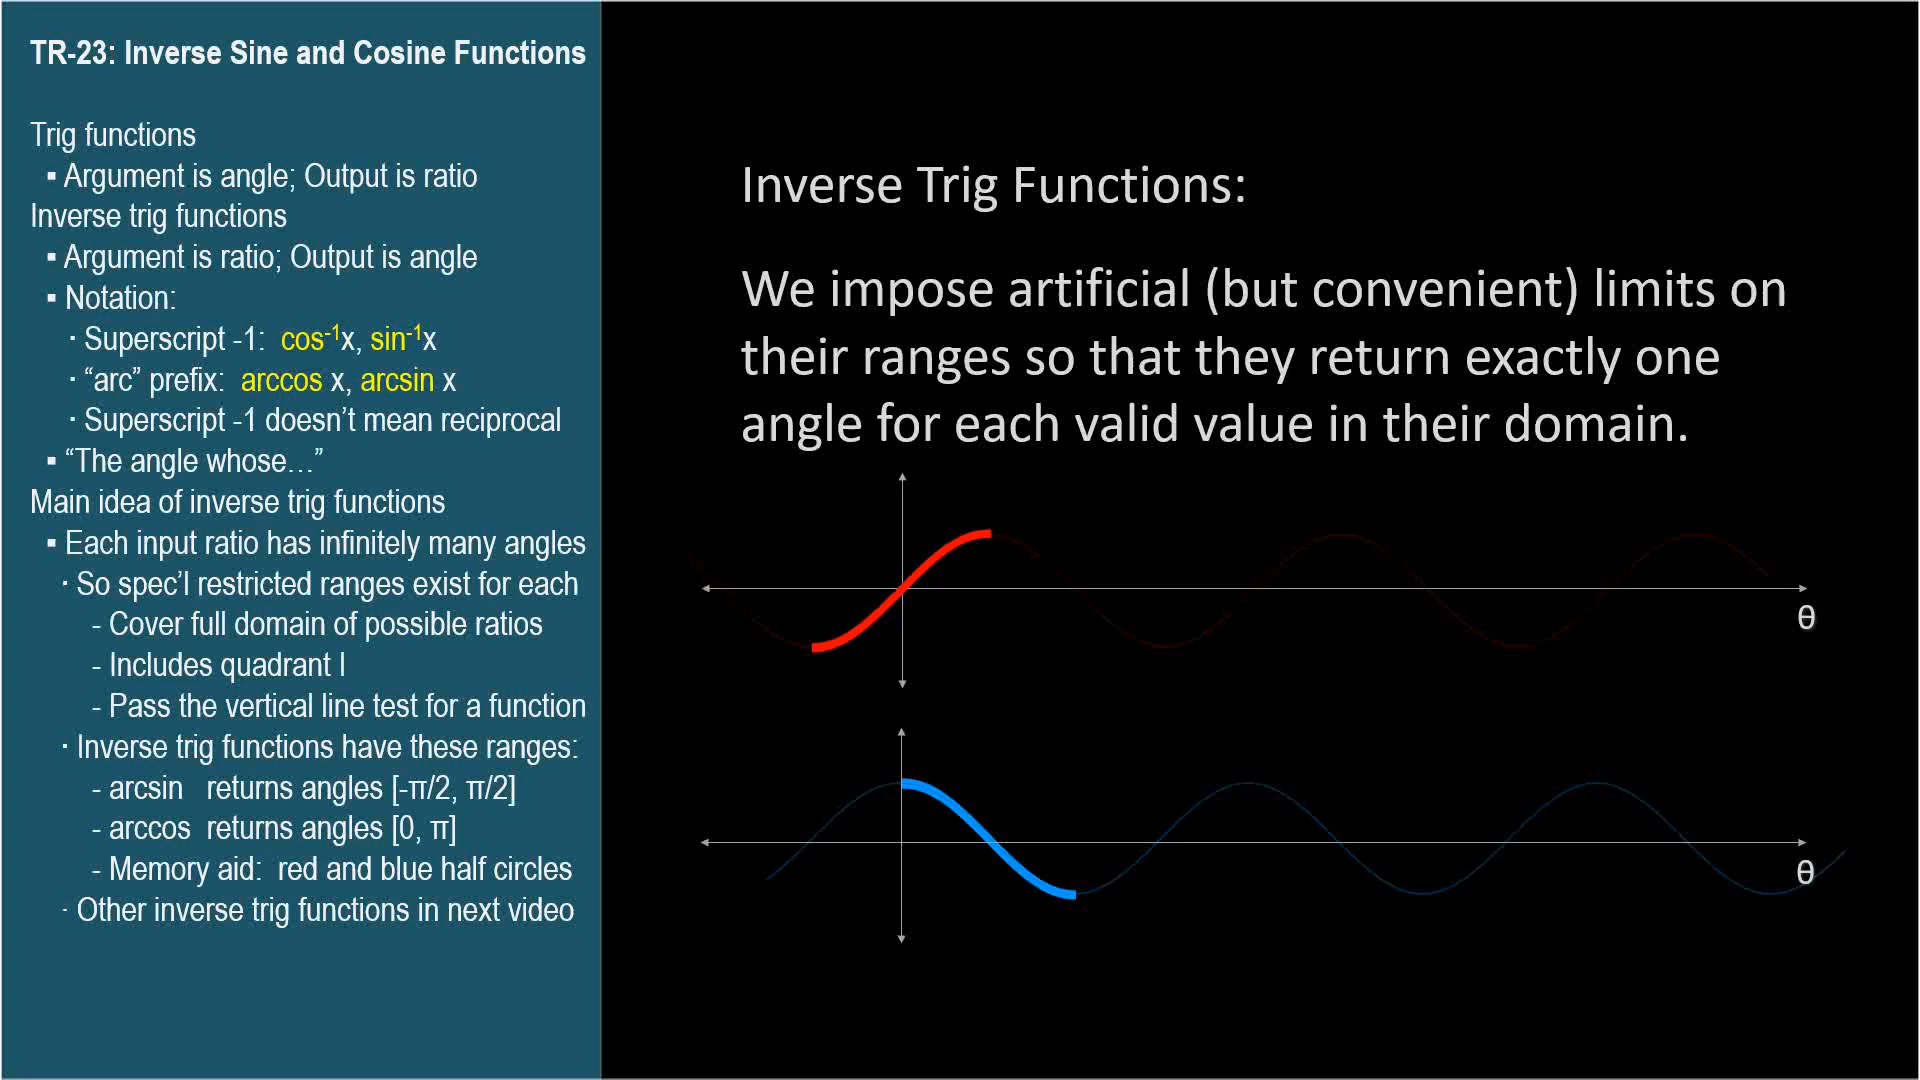 TR-23: Inverse Sine and Cosine Functions
Trig functions
▪ Argument is angle; Output is ratio
Inverse trig functions
▪ Argument is ratio; Output is angle
▪ Notation:
· Superscript -1: cos⁻¹x, sin⁻¹x
· “arc” prefix: arccos x, arcsin x
· Superscript -1 doesn’t mean reciprocal
▪ “The angle whose…”
Main idea of inverse trig functions
▪ Each input ratio has infinitely many angles
· So spec’l restricted ranges exist for each
- Cover full domain of possible ratios
- Includes quadrant I
- Pass the vertical line test for a function
· Inverse trig functions have these ranges:
- arcsin returns angles [-π/2, π/2]
- arccos returns angles [0, π]
- Memory aid: red and blue half circles
· Other inverse trig functions in next video
Inverse Trig Functions:
We impose artificial (but convenient) limits on
their ranges so that they return exactly one
angle for each valid value in their domain.
θ
θ